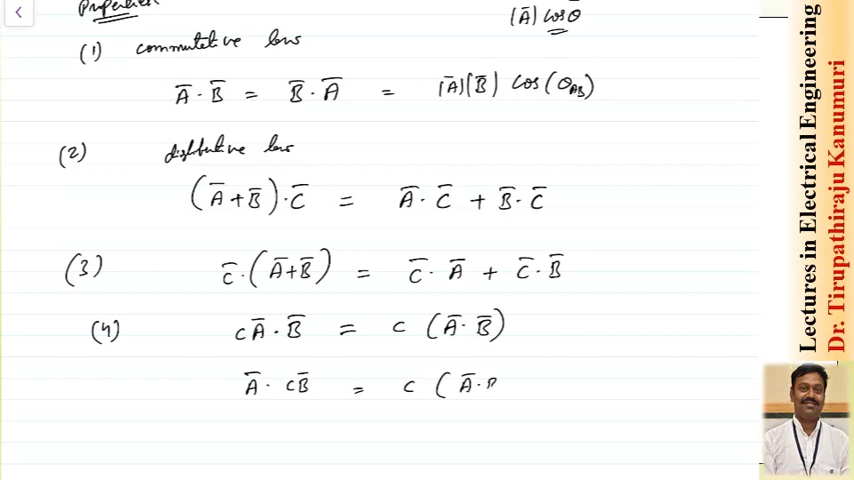 Properties
|Ā| cosθ
(1) commutative law
Ā · B̄ = B̄ · Ā = |Ā||B̄| cos(θAB)
(2) distributive law
(Ā+B̄)·C̄ = Ā · C̄ + B̄ · C̄
(3) C̄·(Ā+B̄) = C̄ · Ā + C̄ · B̄
(4) cĀ · B̄ = c (Ā · B̄)
Ā · cB̄ = c (Ā ·
Lectures in Electrical Engineering
Dr. Tirupathiraju Kanumuri